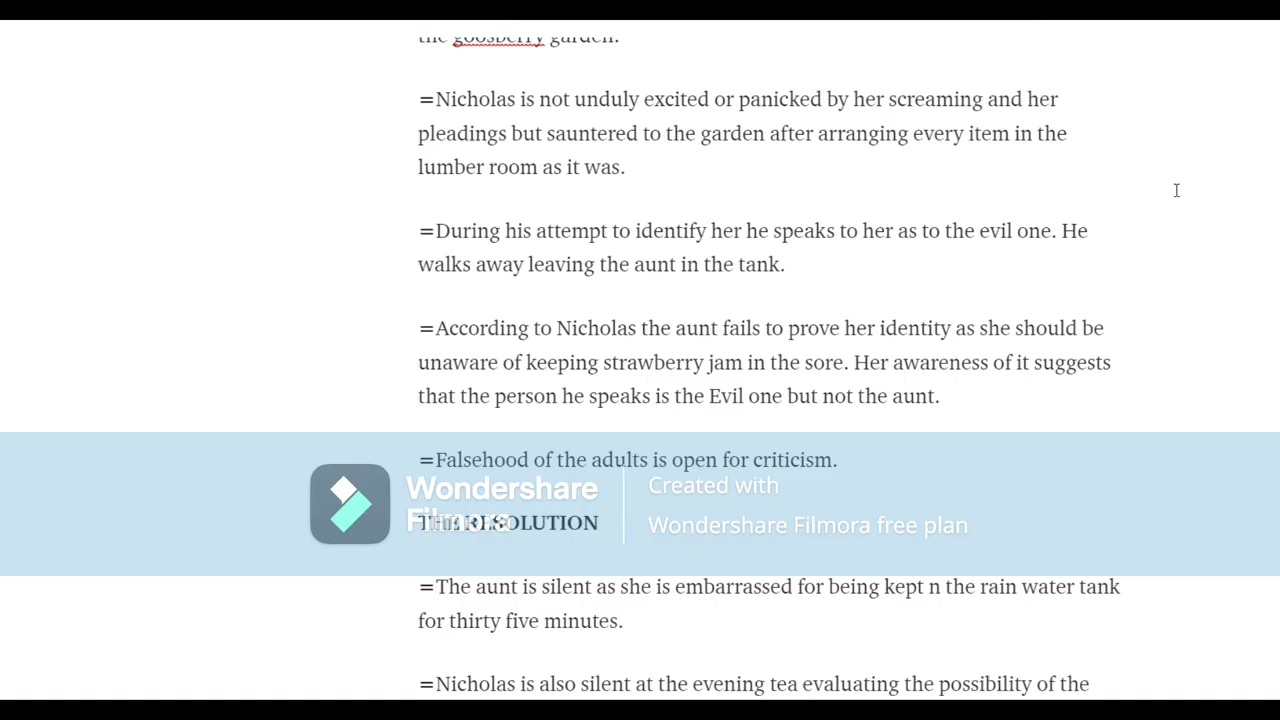 the goosberry garden.
=Nicholas is not unduly excited or panicked by her screaming and her
pleadings but sauntered to the garden after arranging every item in the
lumber room as it was.
=During his attempt to identify her he speaks to her as to the evil one. He
walks away leaving the aunt in the tank.
=According to Nicholas the aunt fails to prove her identity as she should be
unaware of keeping strawberry jam in the sore. Her awareness of it suggests
that the person he speaks is the Evil one but not the aunt.
=Falsehood of the adults is open for criticism.
Wondershare
Filmora
Created with
Wondershare Filmora free plan
THE RESOLUTION
=The aunt is silent as she is embarrassed for being kept n the rain water tank
for thirty five minutes.
=Nicholas is also silent at the evening tea evaluating the possibility of the